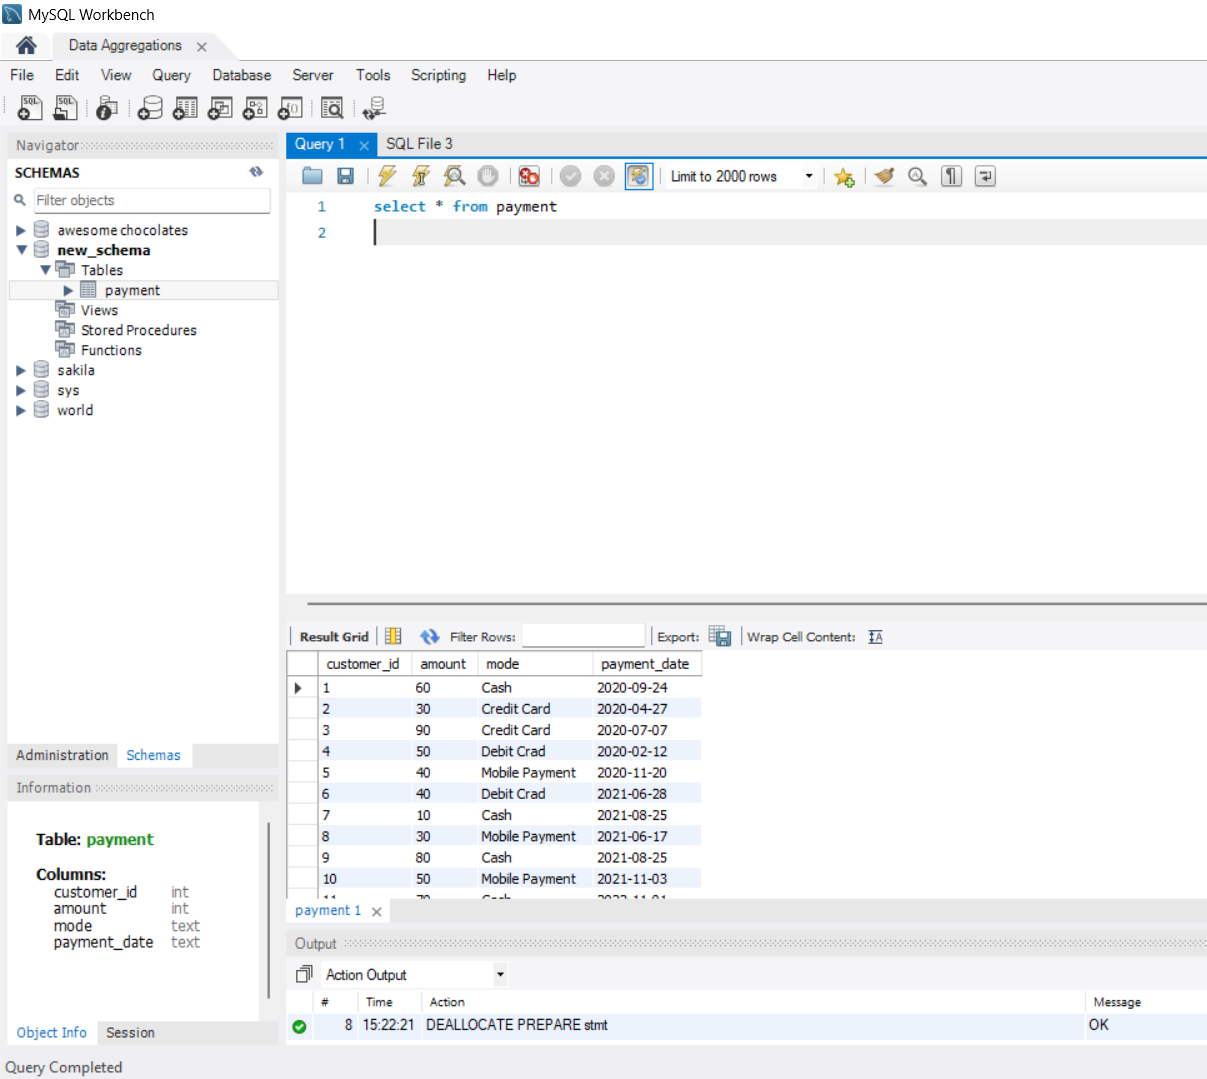 MySQL Workbench
Data Aggregations
File Edit View Query Database Server Tools Scripting Help
Navigator
SCHEMAS
Filter objects
awesome chocolates
new_schema
Tables
payment
Views
Stored Procedures
Functions
sakila
sys
world
Administration Schemas
Information
Table: payment
Columns:
customer_id int
amount int
mode text
payment_date text
Object Info Session
Query 1 SQL File 3
Limit to 2000 rows
1 select * from payment
2
Result Grid Filter Rows: Export: Wrap Cell Content:
customer_id amount mode payment_date
1 60 Cash 2020-09-24
2 30 Credit Card 2020-04-27
3 90 Credit Card 2020-07-07
4 50 Debit Crad 2020-02-12
5 40 Mobile Payment 2020-11-20
6 40 Debit Crad 2021-06-28
7 10 Cash 2021-08-25
8 30 Mobile Payment 2021-06-17
9 80 Cash 2021-08-25
10 50 Mobile Payment 2021-11-03
payment 1
Output
Action Output
# Time Action Message
8 15:22:21 DEALLOCATE PREPARE stmt OK
Query Completed